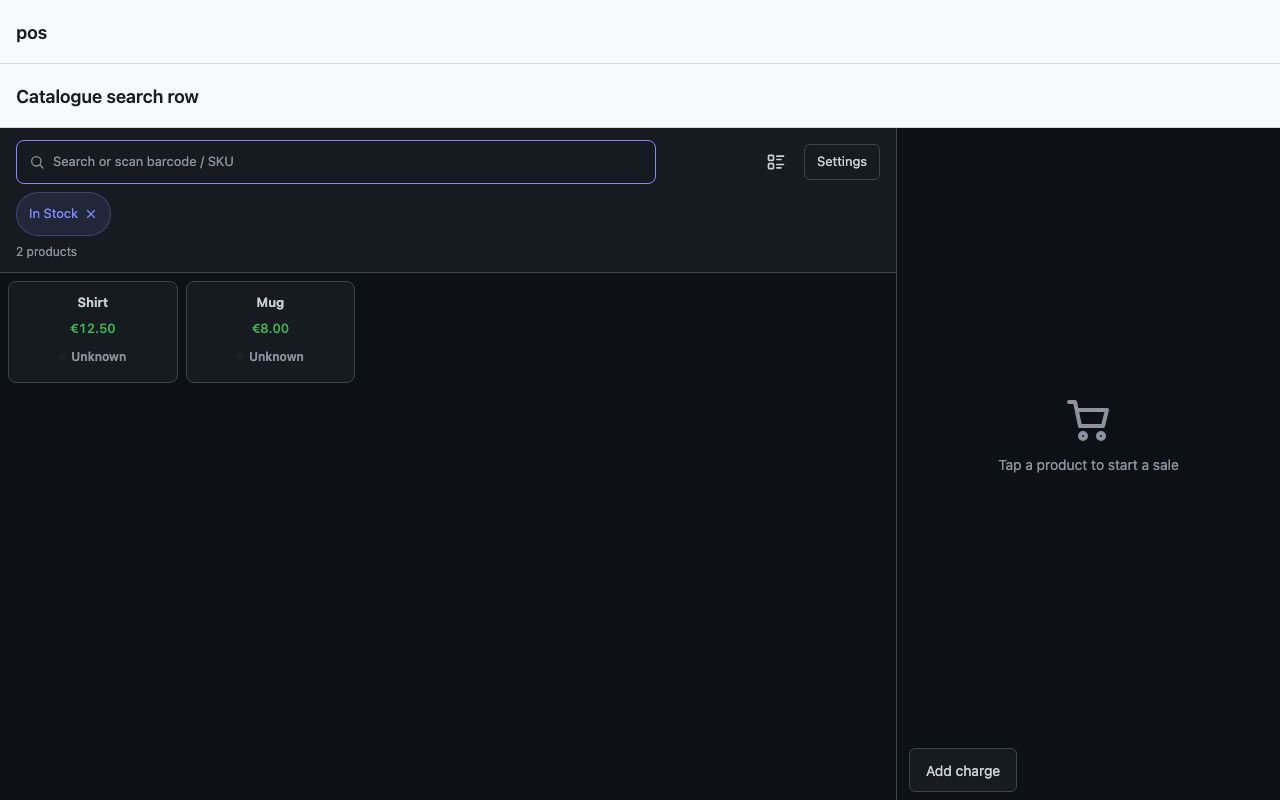 pos
Catalogue search row
Search or scan barcode / SKU
Settings
In Stock
2 products
Shirt
€12.50
Unknown
Mug
€8.00
Unknown
Tap a product to start a sale
Add charge